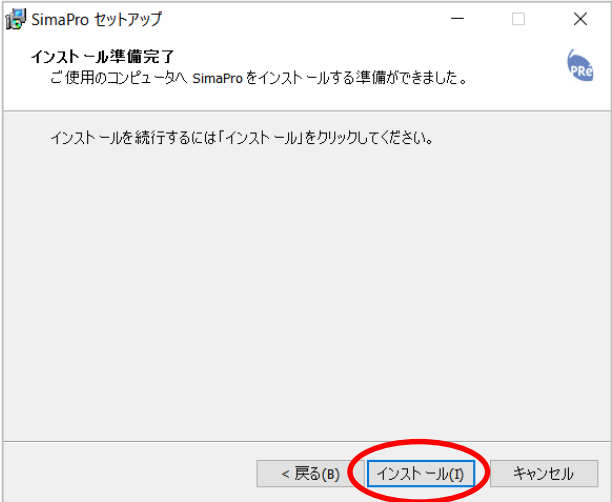 SimaPro セットアップ
インストール準備完了
ご使用のコンピュータへ SimaPro をインストールする準備ができました。
PRé
インストールを続行するには「インストール」をクリックしてください。
< 戻る(B)
インストール(I)
キャンセル